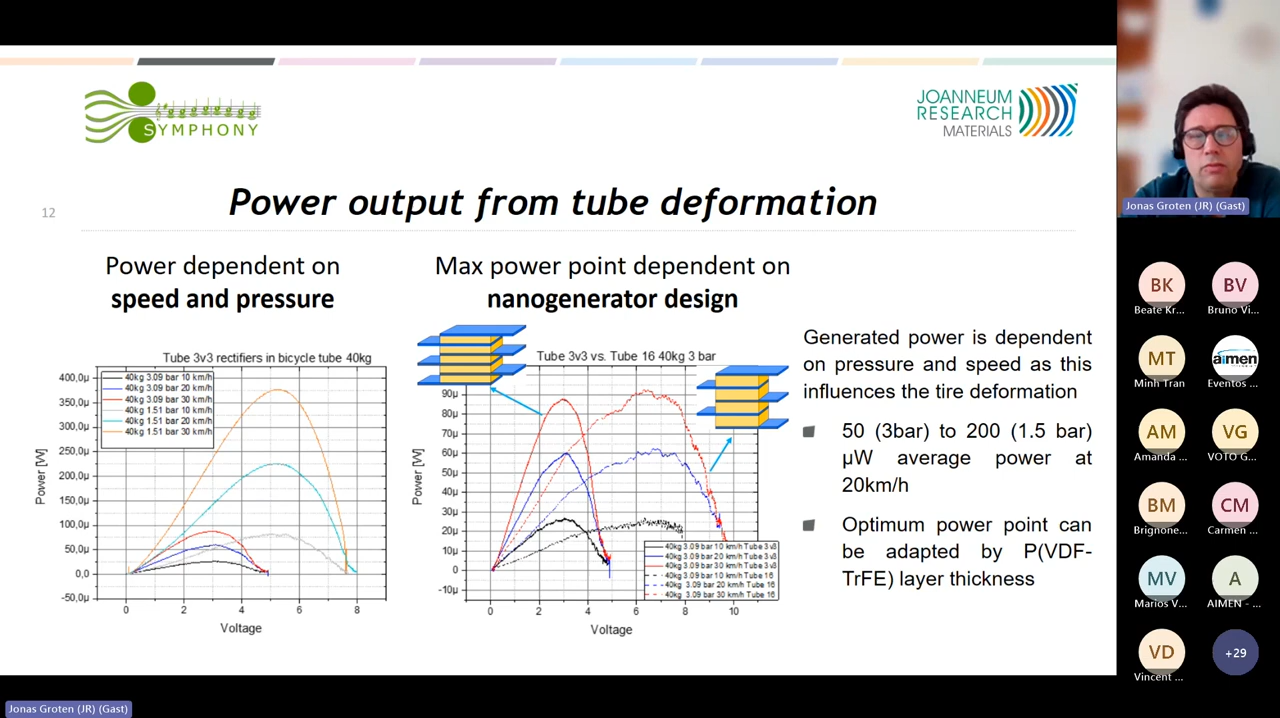 SYMPHONY
JOANNEUM
RESEARCH
MATERIALS
12
Power output from tube deformation
Power dependent on
speed and pressure
Max power point dependent on
nanogenerator design
Tube 3v3 rectifiers in bicycle tube 40kg
40kg 3.09 bar 10 km/h
40kg 3.09 bar 20 km/h
40kg 3.09 bar 30 km/h
40kg 1.51 bar 10 km/h
40kg 1.51 bar 20 km/h
40kg 1.51 bar 30 km/h
400,0µ
350,0µ
300,0µ
250,0µ
200,0µ
150,0µ
100,0µ
50,0µ
0,0
-50,0µ
Power [W]
0 2 4 6 8
Voltage
Tube 3v3 vs. Tube 16 40kg 3 bar
90µ
80µ
70µ
60µ
50µ
40µ
30µ
20µ
10µ
0
-10µ
Power [W]
40kg 3.09 bar 10 km/h Tube 3v3
40kg 3.09 bar 20 km/h Tube 3v3
40kg 3.09 bar 30 km/h Tube 3v3
40kg 3.09 bar 10 km/h Tube 16
40kg 3.09 bar 20 km/h Tube 16
40kg 3.09 bar 30 km/h Tube 16
0 2 4 6 8 10
Voltage
Generated power is dependent
on pressure and speed as this
influences the tire deformation
50 (3bar) to 200 (1.5 bar)
µW average power at
20km/h
Optimum power point can
be adapted by P(VDF-
TrFE) layer thickness
Jonas Groten (JR) (Gast)
BK
BV
Beate Kr...
Bruno Vi...
MT
aimen
Minh Tran
Eventos ...
AM
VG
Amanda ...
VOTO G...
BM
CM
Brignone...
Carmen ...
MV
A
Marios V...
AIMEN - ...
VD
+29
Vincent ...
Jonas Groten (JR) (Gast)